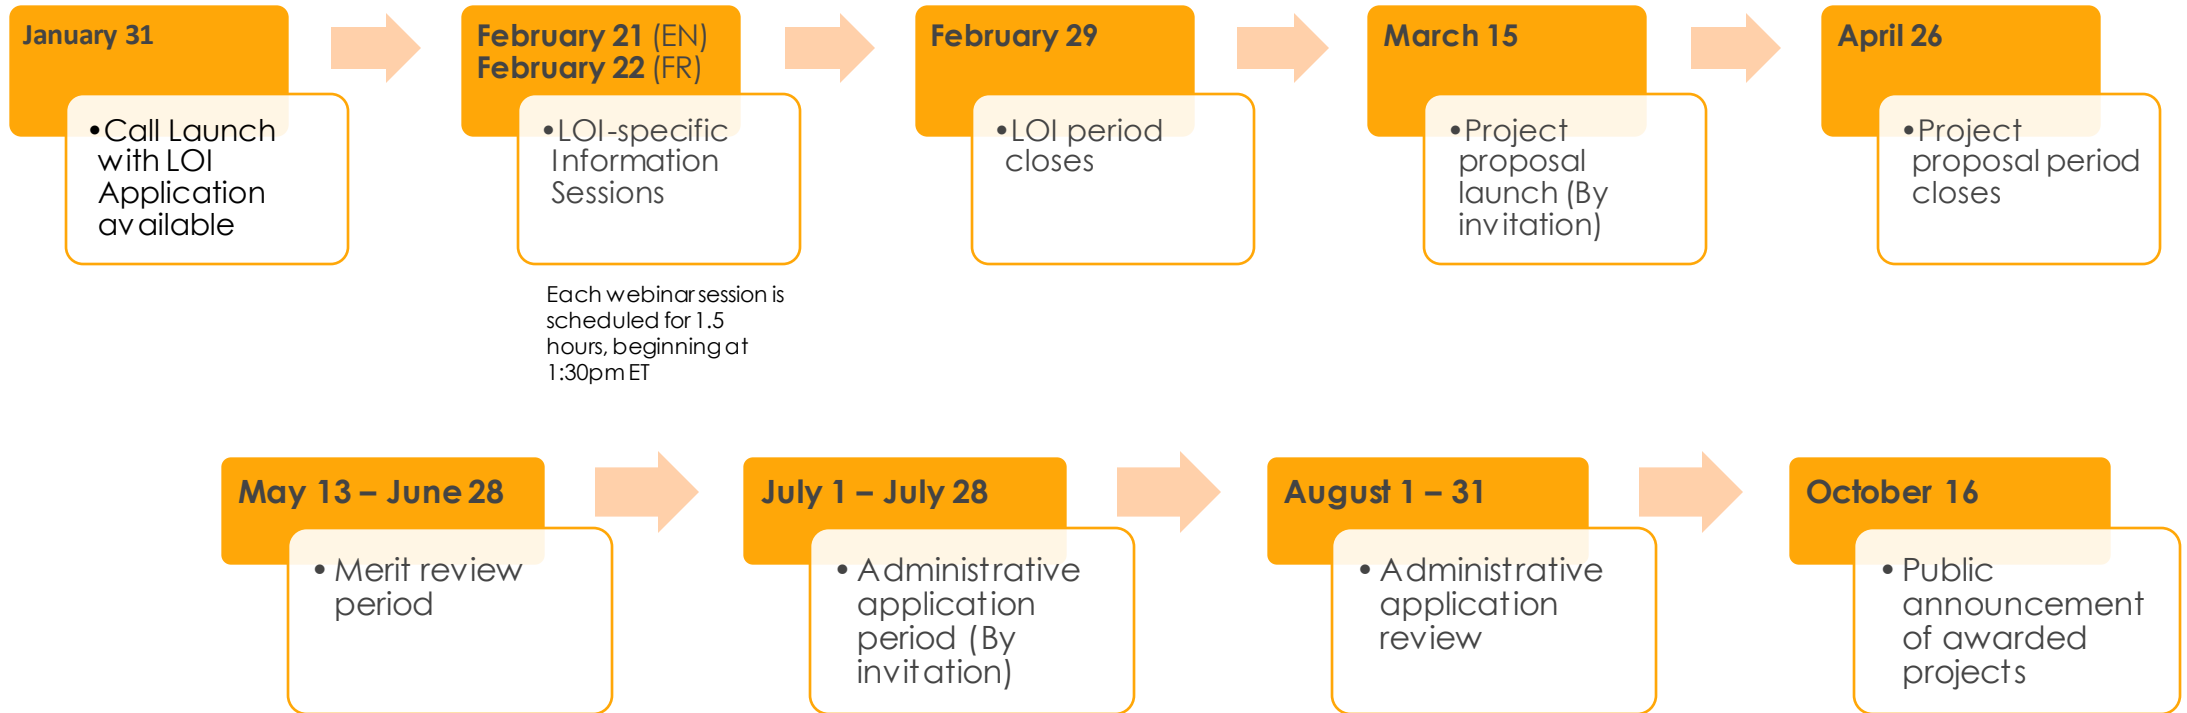 January 31
•Call Launch
with LOI
Application
available
February 21 (EN)
February 22 (FR)
•LOI-specific
Information
Sessions
Each webinar session is
scheduled for 1.5
hours, beginning at
1:30pm ET
February 29
•LOI period
closes
March 15
•Project
proposal
launch (By
invitation)
April 26
•Project
proposal period
closes
May 13 – June 28
• Merit review
period
July 1 – July 28
• Administrative
application
period (By
invitation)
August 1 – 31
• Administrative
application
review
October 16
• Public
announcement
of awarded
projects